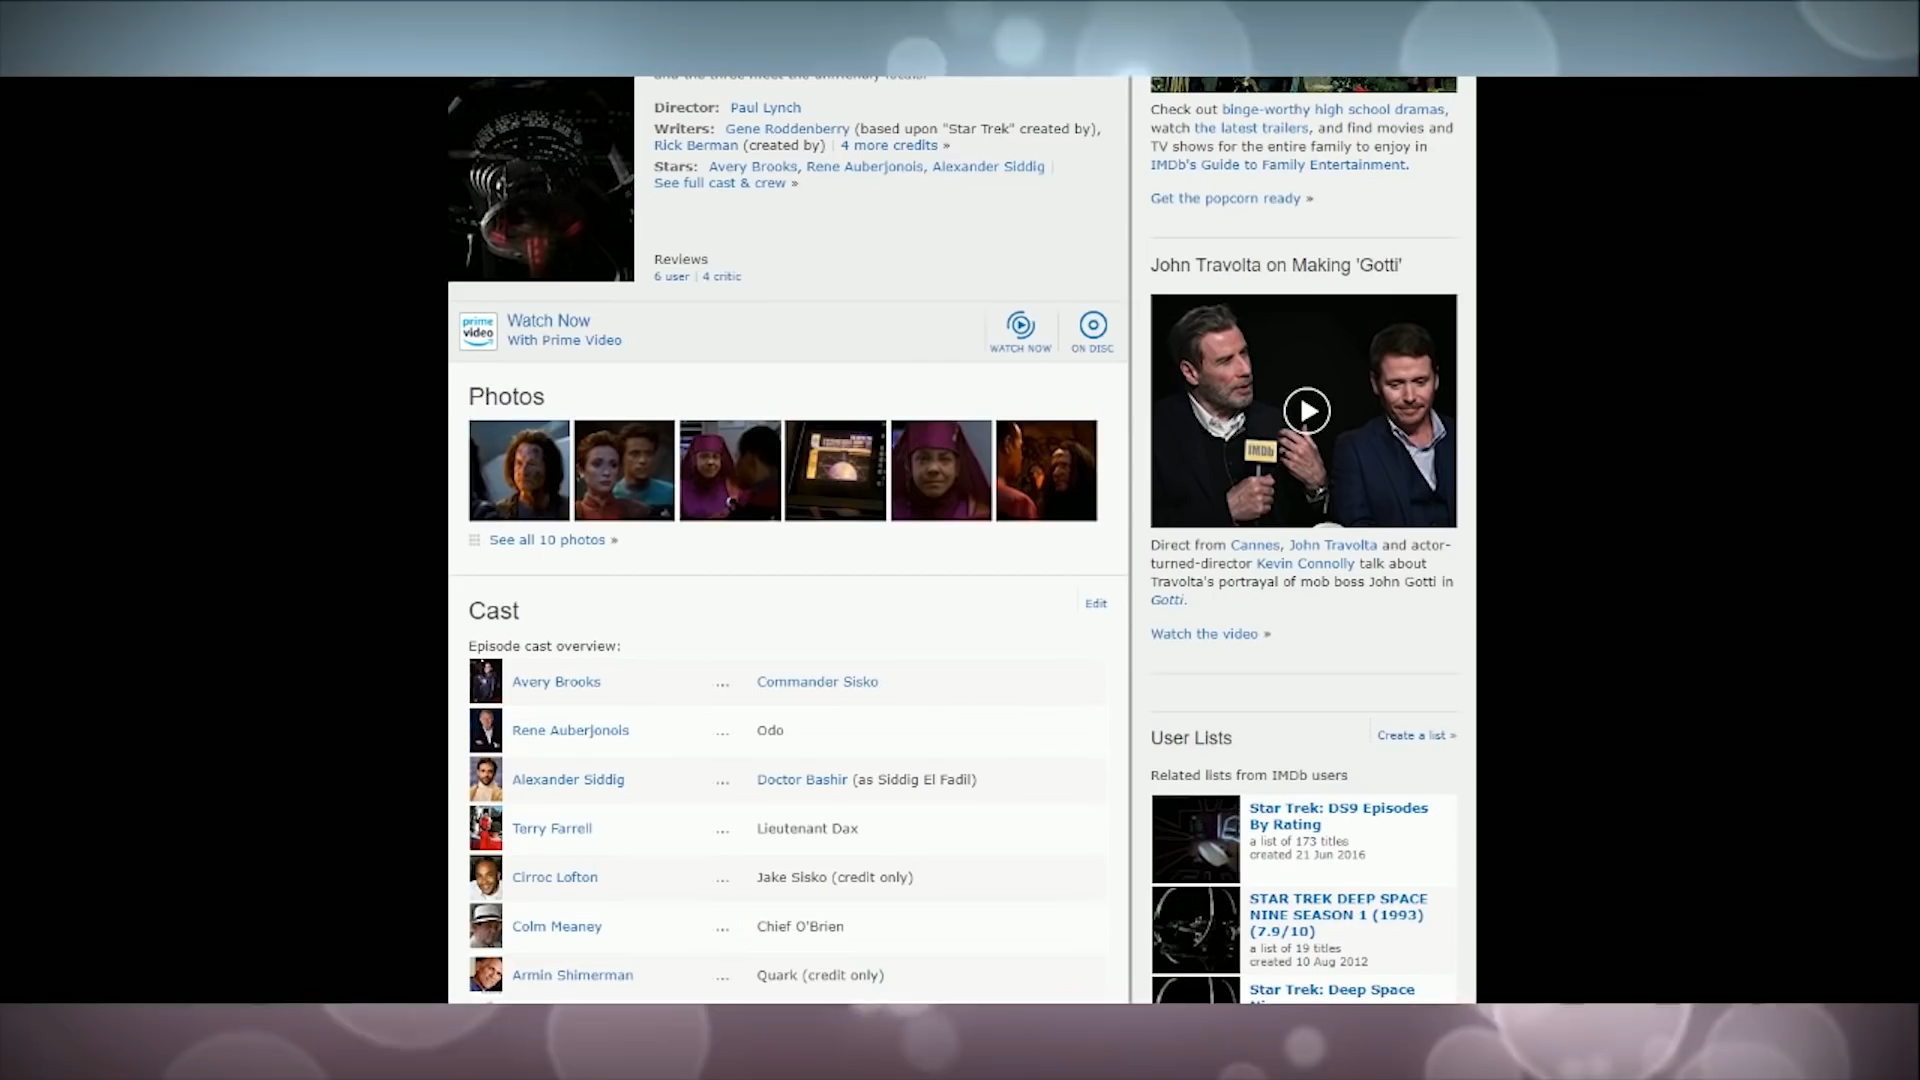 Director: Paul Lynch
Writers: Gene Roddenberry (based upon "Star Trek" created by),
Rick Berman (created by) | 4 more credits »
Stars: Avery Brooks, Rene Auberjonois, Alexander Siddig |
See full cast & crew »
Reviews
6 user | 4 critic
prime
video
Watch Now
With Prime Video
WATCH NOW
ON DISC
Photos
See all 10 photos »
Cast
Edit
Episode cast overview:
Avery Brooks ... Commander Sisko
Rene Auberjonois ... Odo
Alexander Siddig ... Doctor Bashir (as Siddig El Fadil)
Terry Farrell ... Lieutenant Dax
Cirroc Lofton ... Jake Sisko (credit only)
Colm Meaney ... Chief O'Brien
Armin Shimerman ... Quark (credit only)
Check out binge-worthy high school dramas,
watch the latest trailers, and find movies and
TV shows for the entire family to enjoy in
IMDb's Guide to Family Entertainment.
Get the popcorn ready »
John Travolta on Making 'Gotti'
IMDb
Direct from Cannes, John Travolta and actor-
turned-director Kevin Connolly talk about
Travolta's portrayal of mob boss John Gotti in
Gotti.
Watch the video »
User Lists
Create a list »
Related lists from IMDb users
Star Trek: DS9 Episodes
By Rating
a list of 173 titles
created 21 Jun 2016
STAR TREK DEEP SPACE
NINE SEASON 1 (1993)
(7.9/10)
a list of 19 titles
created 10 Aug 2012
Star Trek: Deep Space